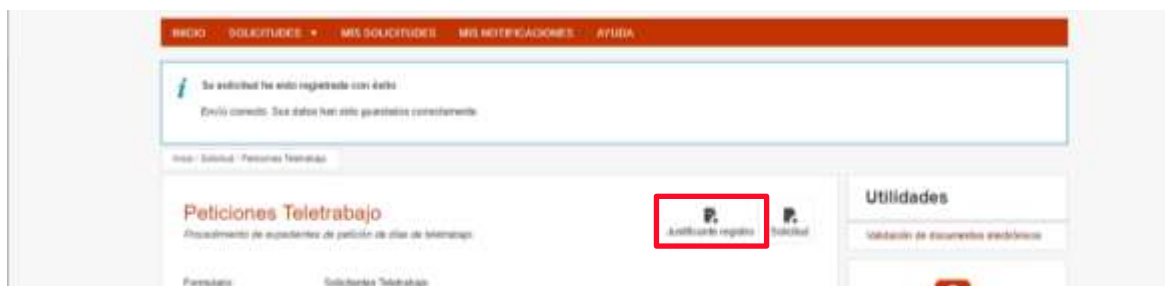 INICIO SOLICITUDES MIS SOLICITUDES MIS NOTIFICACIONES AYUDA
Su solicitud ha sido registrada con éxito
Envío correcto. Sus datos han sido guardados correctamente
Inicio / Solicitud / Peticiones Teletrabajo
Peticiones Teletrabajo
Procedimiento de expedientes de petición de días de teletrabajo
Justificante registro
Solicitud
Utilidades
Validación de documentos electrónicos
Formulario Solicitantes Teletrabajo